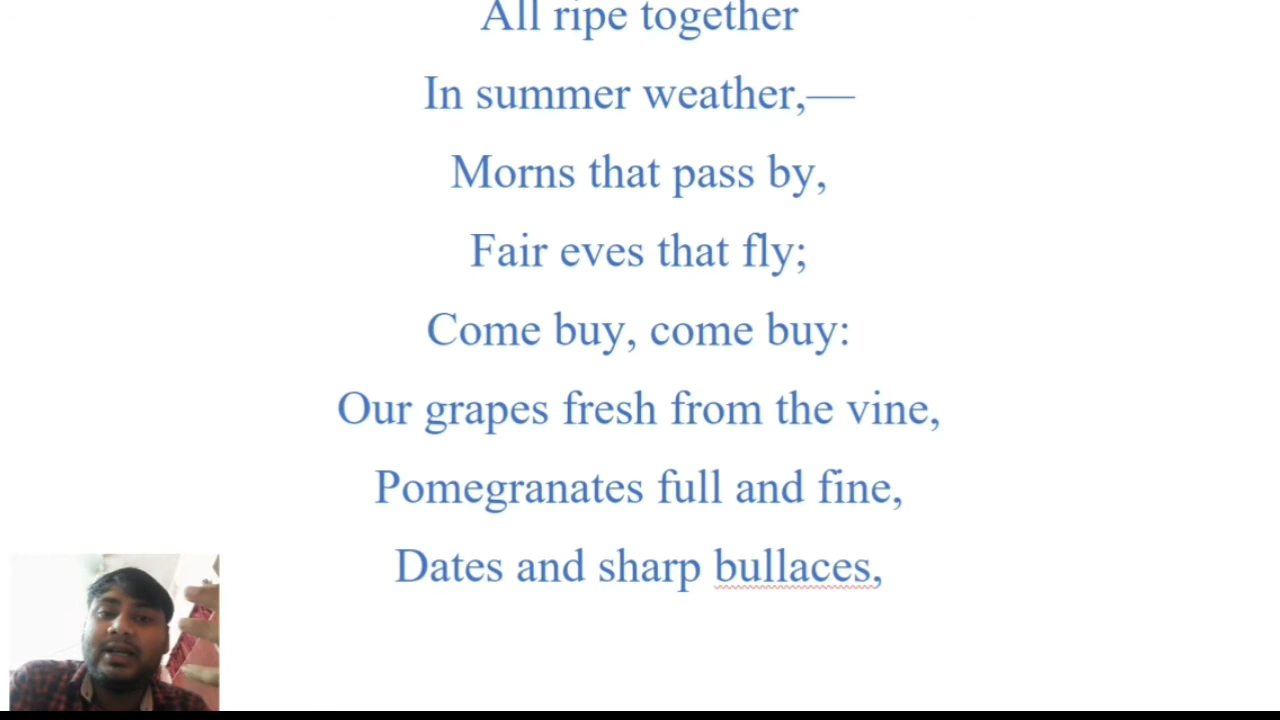 All ripe together
In summer weather,—
Morns that pass by,
Fair eves that fly;
Come buy, come buy:
Our grapes fresh from the vine,
Pomegranates full and fine,
Dates and sharp bullaces,